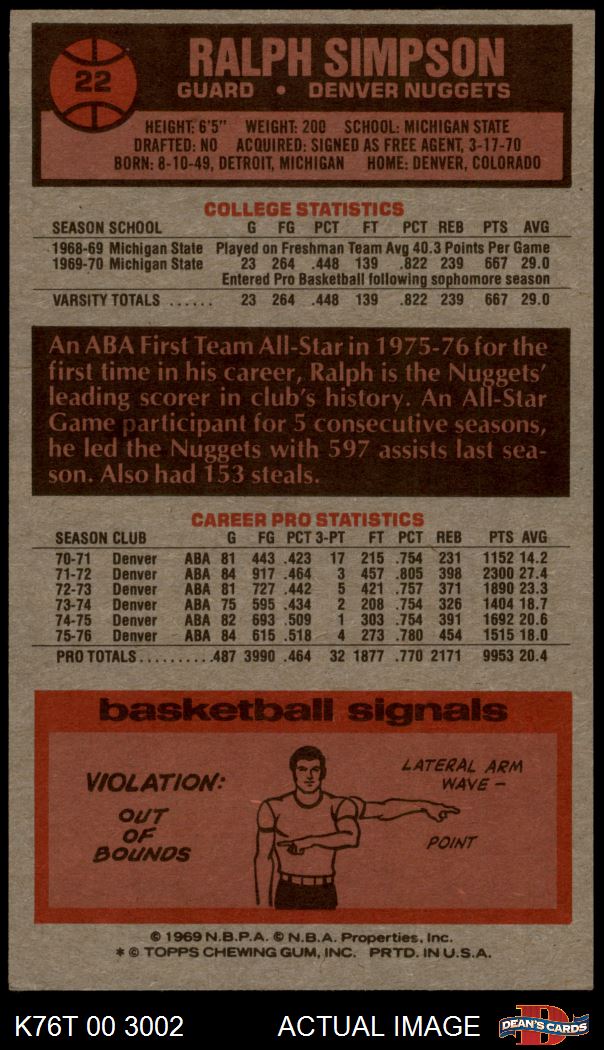 22
RALPH SIMPSON
GUARD • DENVER NUGGETS
HEIGHT: 6'5" WEIGHT: 200 SCHOOL: MICHIGAN STATE
DRAFTED: NO ACQUIRED: SIGNED AS FREE AGENT, 3-17-70
BORN: 8-10-49, DETROIT, MICHIGAN HOME: DENVER, COLORADO
COLLEGE STATISTICS
SEASON SCHOOL G FG PCT FT PCT REB PTS AVG
1968-69 Michigan State Played on Freshman Team Avg 40.3 Points Per Game
1969-70 Michigan State 23 264 .448 139 .822 239 667 29.0
Entered Pro Basketball following sophomore season
VARSITY TOTALS ...... 23 264 .448 139 .822 239 667 29.0
An ABA First Team All-Star in 1975-76 for the
first time in his career, Ralph is the Nuggets'
leading scorer in club's history. An All-Star
Game participant for 5 consecutive seasons,
he led the Nuggets with 597 assists last sea-
son. Also had 153 steals.
CAREER PRO STATISTICS
SEASON CLUB G FG PCT 3-PT FT PCT REB PTS AVG
70-71 Denver ABA 81 443 .423 17 215 .754 231 1152 14.2
71-72 Denver ABA 84 917 .464 3 457 .805 398 2300 27.4
72-73 Denver ABA 81 727 .442 5 421 .757 371 1890 23.3
73-74 Denver ABA 75 595 .434 2 208 .754 326 1404 18.7
74-75 Denver ABA 82 693 .509 1 303 .754 391 1692 20.6
75-76 Denver ABA 84 615 .518 4 273 .780 454 1515 18.0
PRO TOTALS..........487 3990 .464 32 1877 .770 2171 9953 20.4
basketball signals
VIOLATION:
OUT
OF
BOUNDS
LATERAL ARM
WAVE –
POINT
© 1969 N.B.P.A. © N.B.A. Properties, Inc.
* © TOPPS CHEWING GUM, INC. PRTD. IN U.S.A.
K76T 00 3002 ACTUAL IMAGE
D
DEAN'S CARDS